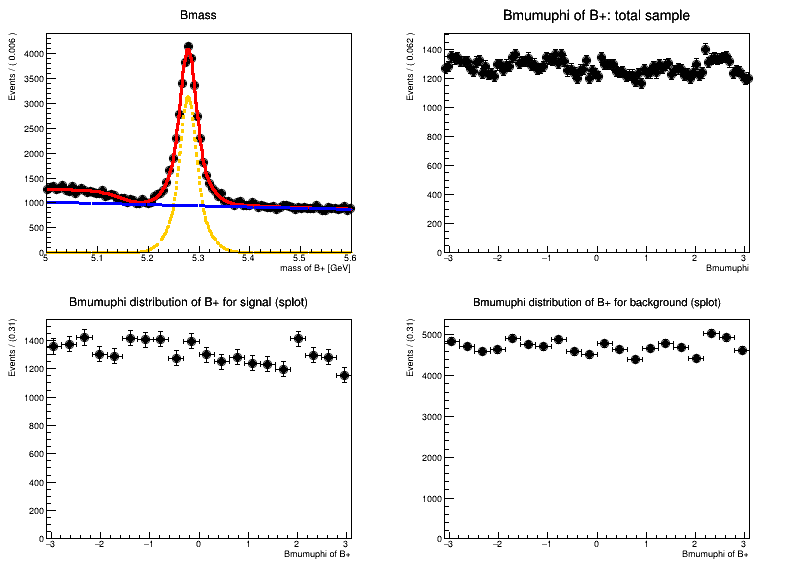 Bmass
Events / ( 0.006 )
4000
3500
3000
2500
2000
1500
1000
500
0
5 5.1 5.2 5.3 5.4 5.5 5.6
mass of B+ [GeV]
Bmumuphi of B+: total sample
Events / ( 0.062 )
1400
1200
1000
800
600
400
200
0
−3 −2 −1 0 1 2 3
Bmumuphi
Bmumuphi distribution of B+ for signal (splot)
Events / (0.31)
1400
1200
1000
800
600
400
200
0
−3 −2 −1 0 1 2 3
Bmumuphi of B+
Bmumuphi distribution of B+ for background (splot)
Events / (0.31)
5000
4000
3000
2000
1000
0
−3 −2 −1 0 1 2 3
Bmumuphi of B+